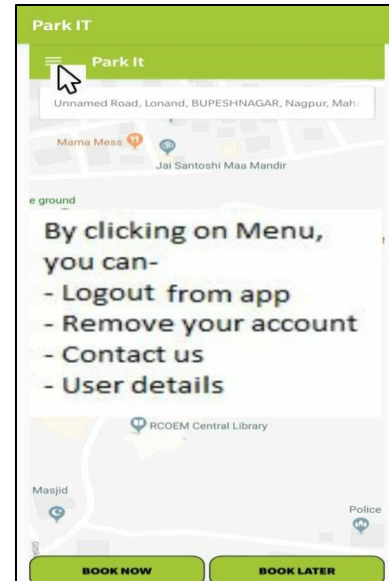 Park IT
Park It
Unnamed Road, Lonand, BUPESHNAGAR, Nagpur, Mah
Mama Mess
Jai Santoshi Maa Mandir
e ground
By clicking on Menu,
you can-
- Logout from app
- Remove your account
- Contact us
- User details
RCOEM Central Library
Masjid
Police
BOOK NOW
BOOK LATER